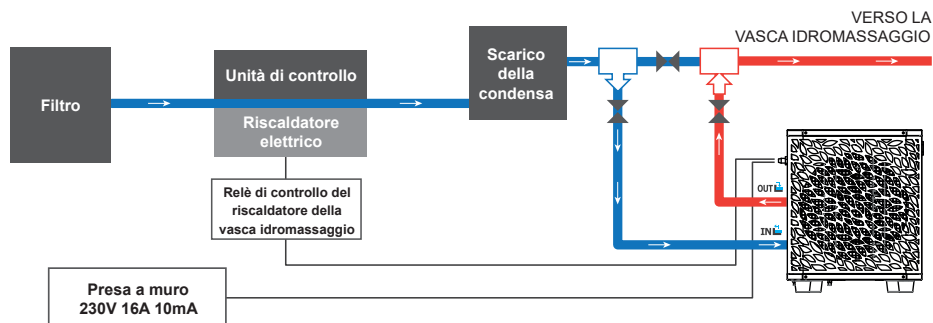 VERSO LA
VASCA IDROMASSAGGIO
Filtro
Unità di controllo
Riscaldatore
elettrico
Scarico
della
condensa
Relè di controllo del
riscaldatore della
vasca idromassaggio
OUT
IN
Presa a muro
230V 16A 10mA